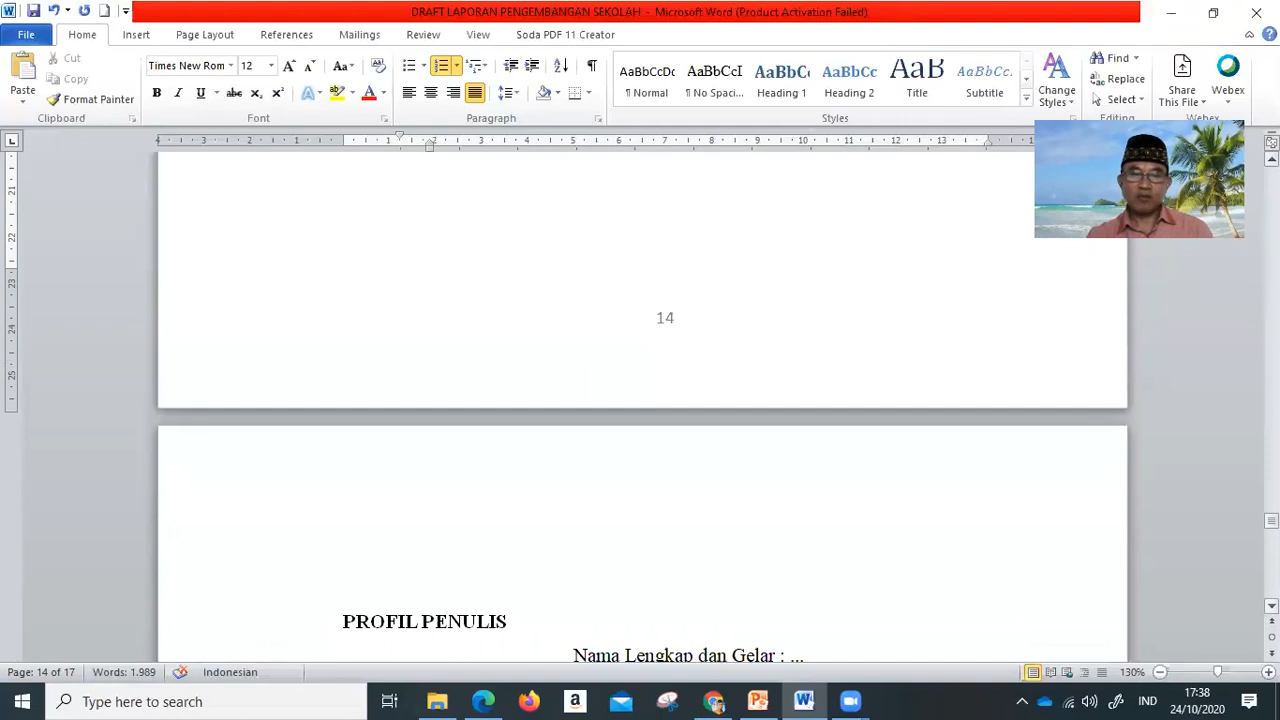 DRAFT LAPORAN PENGEMBANGAN SEKOLAH - Microsoft Word (Product Activation Failed)
File Home Insert Page Layout References Mailings Review View Soda PDF 11 Creator
Paste
Cut
Copy
Format Painter
Clipboard
Times New Rom 12
Font
Paragraph
AaBbCcDc AaBbCcI AaBbCc AaBbCc AaB AaBbCcDc
¶ Normal ¶ No Spaci... Heading 1 Heading 2 Title Subtitle
Styles
Change Styles
Find
Replace
Select
Editing
Share This File
Webex
Webex
14
PROFIL PENULIS
Nama Lengkap dan Gelar : ...
Page: 14 of 17 Words: 1.989 Indonesian 130%
Type here to search
IND 17:38
24/10/2020